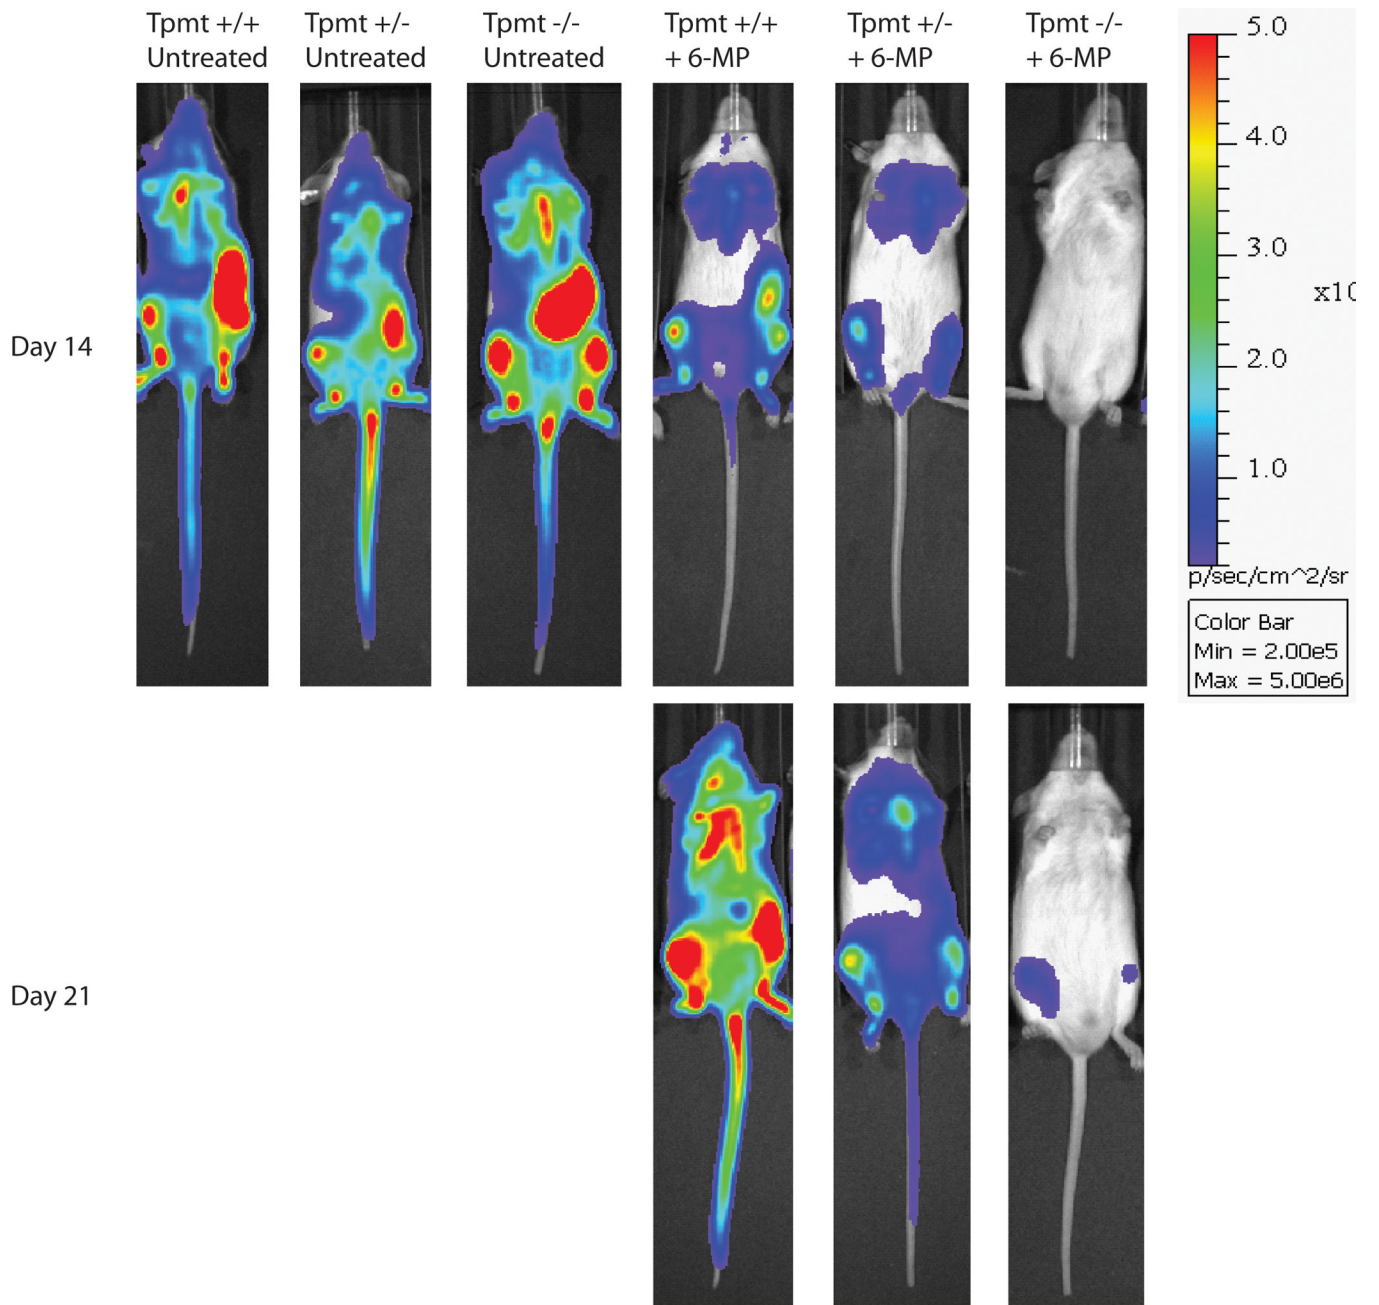 Tpmt +/+
Untreated
Tpmt +/-
Untreated
Tpmt -/-
Untreated
Tpmt +/+
+ 6-MP
Tpmt +/-
+ 6-MP
Tpmt -/-
+ 6-MP
5.0
4.0
3.0
x10
2.0
1.0
p/sec/cm^2/sr
Color Bar
Min = 2.00e5
Max = 5.00e6
Day 14
Day 21